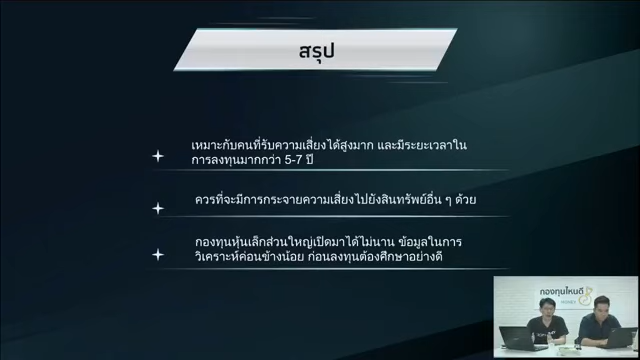 สรุป
เหมาะกับคนที่รับความเสี่ยงได้สูงมาก และมีระยะเวลาใน
การลงทุนมากกว่า 5-7 ปี
ควรที่จะมีการกระจายความเสี่ยงไปยังสินทรัพย์อื่น ๆ ด้วย
กองทุนหุ้นเล็กส่วนใหญ่เปิดมาได้ไม่นาน ข้อมูลในการ
วิเคราะห์ค่อนข้างน้อย ก่อนลงทุนต้องศึกษาอย่างดี
กองทุนไหนดี